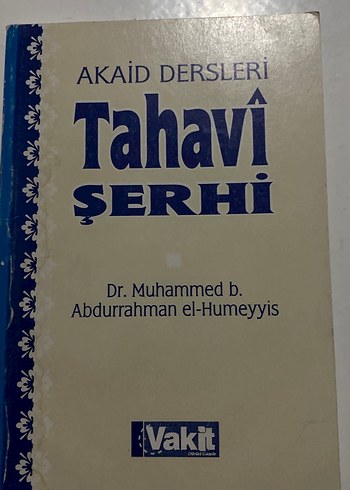 AKAİD DERSLERİ
Tahavî
ŞERHİ
Dr. Muhammed b.
Abdurrahman el-Humeyyis
Vakit